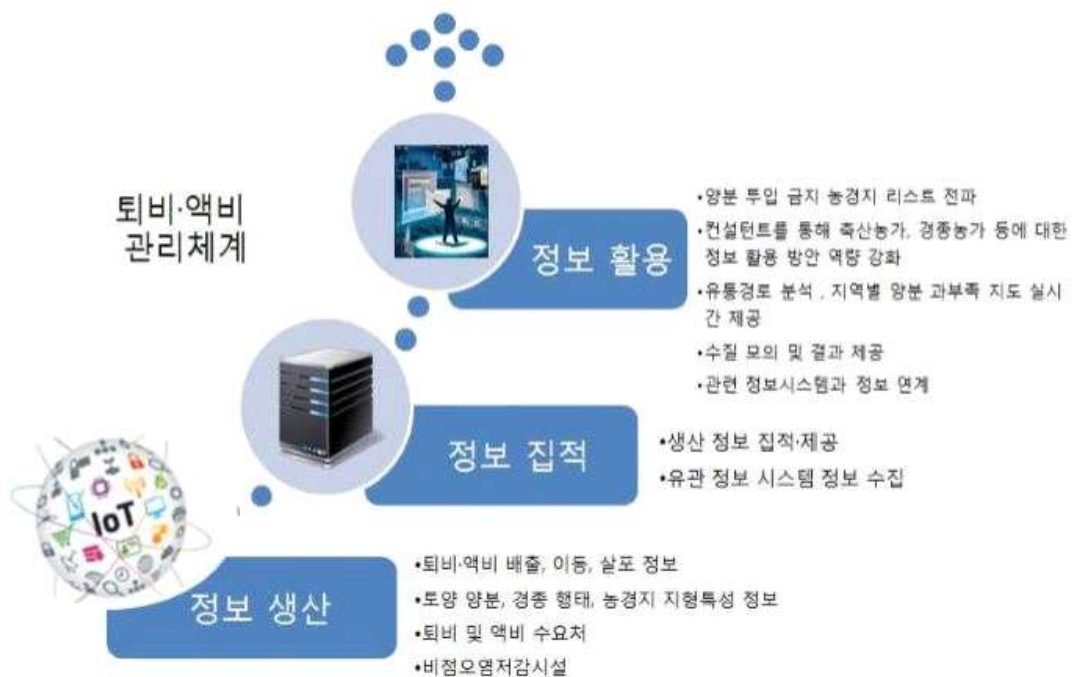 퇴비·액비
관리체계
정보 활용
•양분 투입 금지 농경지 리스트 전파
•컨설턴트를 통해 축산농가, 경종농가 등에 대한
정보 활용 방안 역량 강화
•유통경로 분석 , 지역별 양분 과부족 지도 실시
간 제공
•수질 모의 및 결과 제공
•관련 정보시스템과 정보 연계
정보 집적
•생산 정보 집적·제공
•유관 정보 시스템 정보 수집
IoT
정보 생산
•퇴비·액비 배출, 이동, 살포 정보
•토양 양분, 경종 행태, 농경지 지형특성 정보
•퇴비 및 액비 수요처
•비점오염저감시설